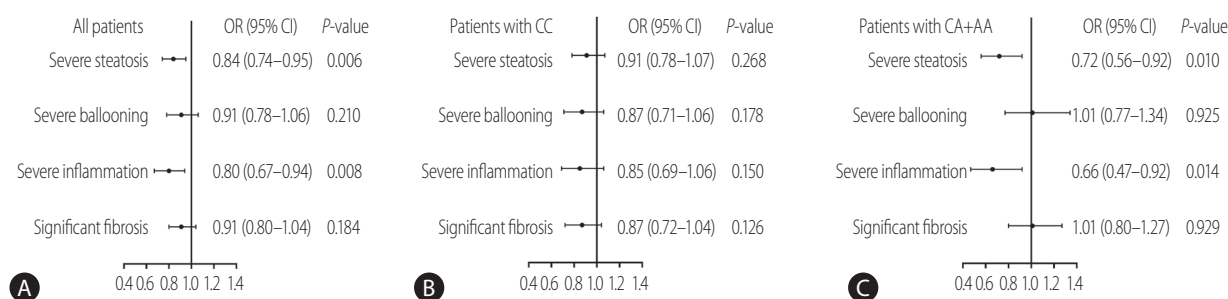 All patients OR (95% CI) P-value
Severe steatosis 0.84 (0.74–0.95) 0.006
Severe ballooning 0.91 (0.78–1.06) 0.210
Severe inflammation 0.80 (0.67–0.94) 0.008
Significant fibrosis 0.91 (0.80–1.04) 0.184
0.4 0.6 0.8 1.0 1.2 1.4
A
Patients with CC OR (95% CI) P-value
Severe steatosis 0.91 (0.78–1.07) 0.268
Severe ballooning 0.87 (0.71–1.06) 0.178
Severe inflammation 0.85 (0.69–1.06) 0.150
Significant fibrosis 0.87 (0.72–1.04) 0.126
0.4 0.6 0.8 1.0 1.2 1.4
B
Patients with CA+AA OR (95% CI) P-value
Severe steatosis 0.72 (0.56–0.92) 0.010
Severe ballooning 1.01 (0.77–1.34) 0.925
Severe inflammation 0.66 (0.47–0.92) 0.014
Significant fibrosis 1.01 (0.80–1.27) 0.929
0.4 0.6 0.8 1.0 1.2 1.4
C